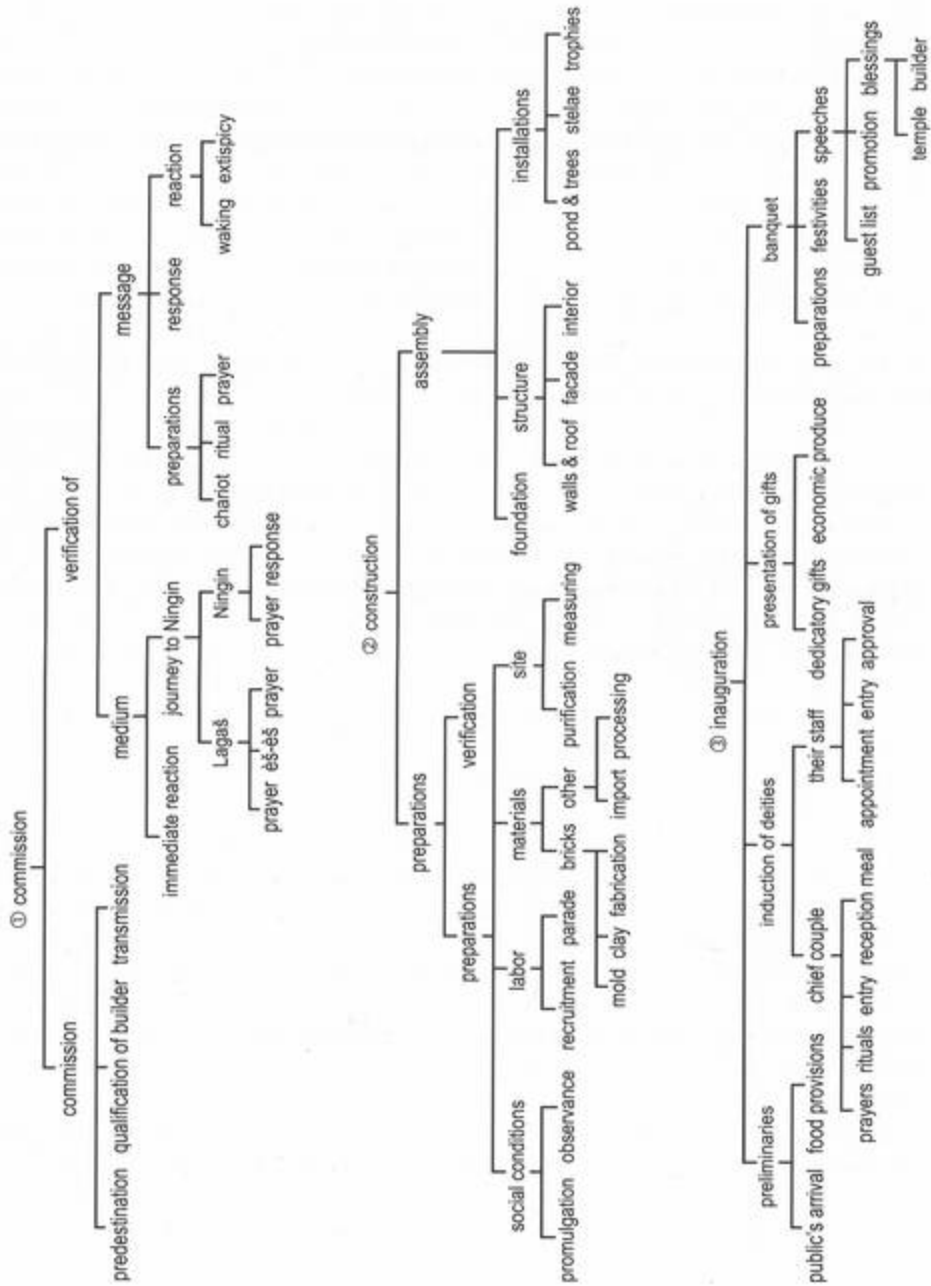 ① commission
commission verification of
predestination qualification of builder transmission medium message
immediate reaction journey to Ningin preparations response reaction
Lagaš Ningin chariot ritual prayer waking extispicy
prayer èš-èš prayer prayer response
② construction
preparations assembly
preparations verification foundation structure installations
social conditions labor materials site walls & roof facade interior pond & trees stelae trophies
promulgation observance recruitment parade bricks other purification measuring
mold clay fabrication import processing
③ inauguration
preliminaries induction of deities presentation of gifts banquet
public's arrival food provisions chief couple their staff dedicatory gifts economic produce preparations festivities speeches
prayers rituals entry reception meal appointment entry approval guest list promotion blessings
temple builder